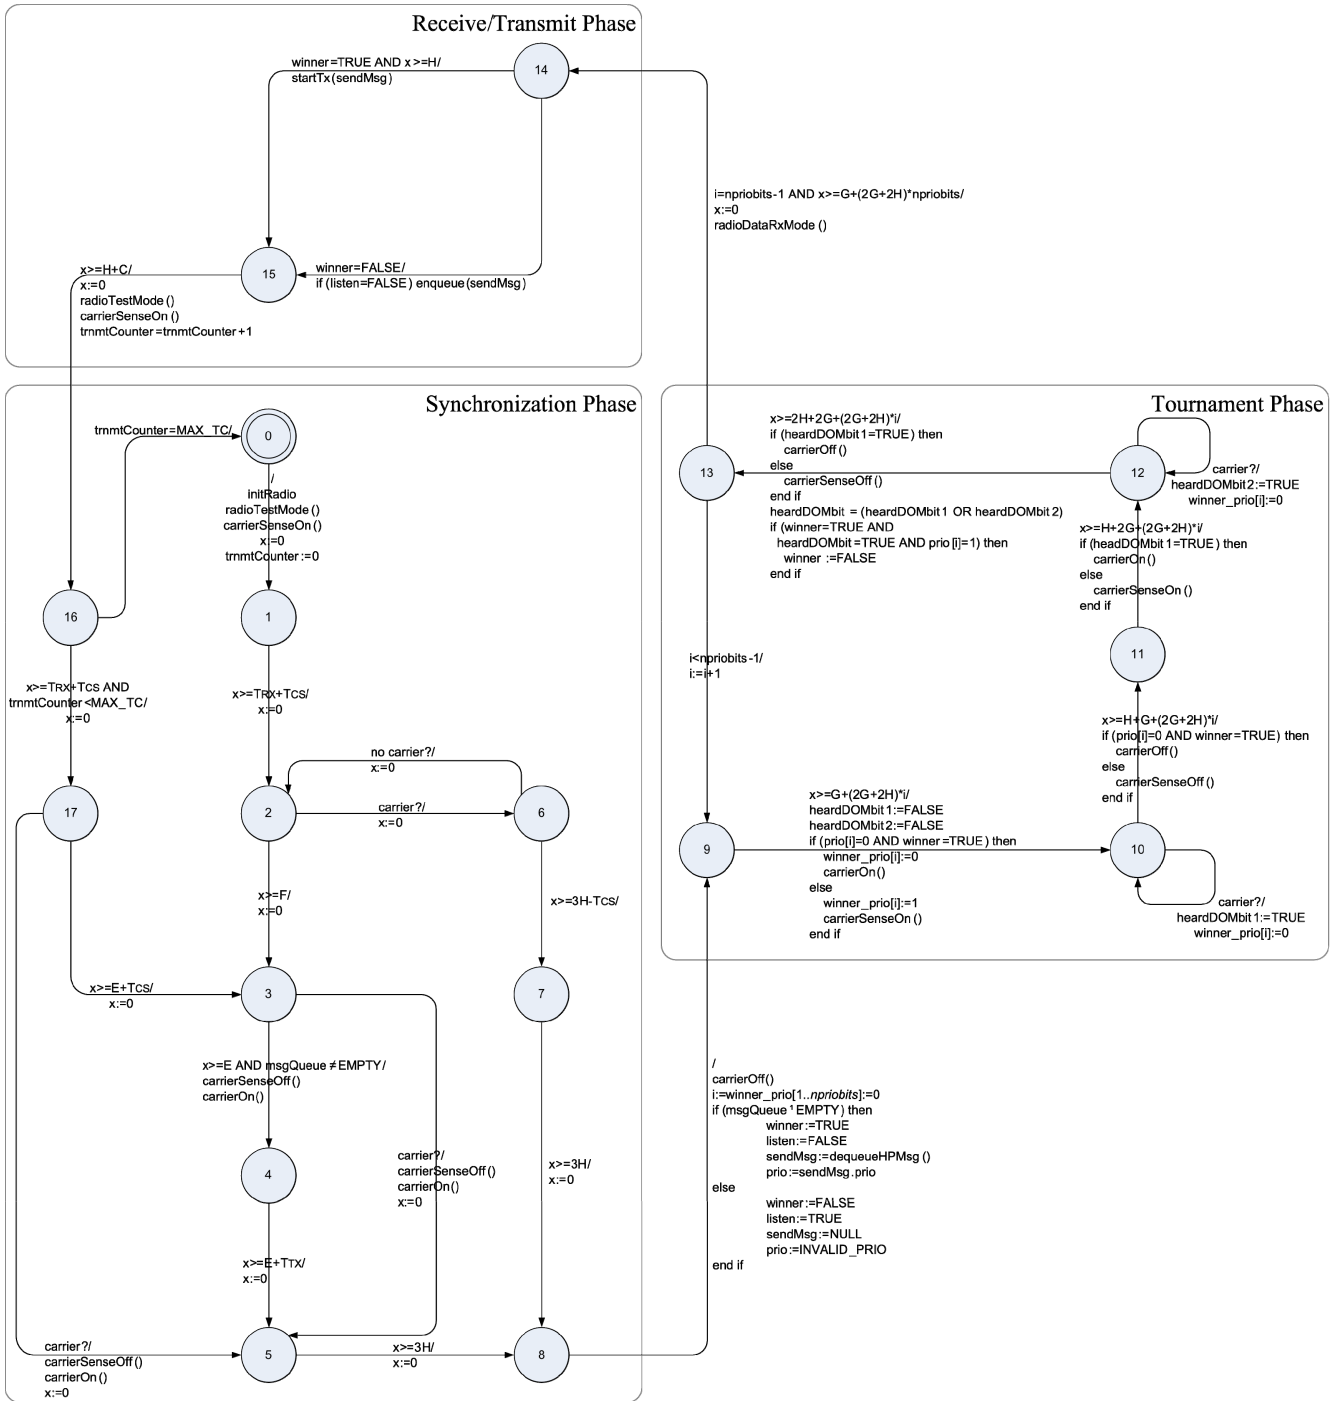 Receive/Transmit Phase
14
winner=TRUE AND x >=H/
startTx(sendMsg)
i=npriobits-1 AND x>=G+(2G+2H)*npriobits/
x:=0
radioDataRxMode()
15
winner=FALSE/
if (listen=FALSE) enqueue(sendMsg)
x>=H+C/
x:=0
radioTestMode()
carrierSenseOn()
trnmtCounter=trnmtCounter+1
Synchronization Phase
trnmtCounter=MAX_TC/
0
/
initRadio
radioTestMode()
carrierSenseOn()
x:=0
trnmtCounter:=0
16
1
x>=TRX+TCS AND
trnmtCounter<MAX_TC/
x:=0
x>=TRX+TCS/
x:=0
no carrier?/
x:=0
17
2
carrier?/
x:=0
6
x>=F/
x:=0
x>=3H-TCS/
x>=E+TCS/
x:=0
3
7
x>=E AND msgQueue≠EMPTY/
carrierSenseOff()
carrierOn()
carrier?/
carrierSenseOff()
carrierOn()
x:=0
4
x>=3H/
x:=0
x>=E+TTX/
x:=0
carrier?/
carrierSenseOff()
carrierOn()
x:=0
5
x>=3H/
x:=0
8
/
carrierOff()
i:=winner_prio[1..npriobits]:=0
if (msgQueue ¹ EMPTY) then
winner:=TRUE
listen:=FALSE
sendMsg:=dequeueHPMsg()
prio:=sendMsg.prio
else
winner:=FALSE
listen:=TRUE
sendMsg:=NULL
prio:=INVALID_PRIO
end if
Tournament Phase
13
x>=2H+2G+(2G+2H)*i/
if (heardDOMbit1=TRUE) then
carrierOff()
else
carrierSenseOff()
end if
heardDOMbit = (heardDOMbit1 OR heardDOMbit2)
if (winner=TRUE AND
heardDOMbit=TRUE AND prio[i]=1) then
winner :=FALSE
end if
12
carrier?/
heardDOMbit2:=TRUE
winner_prio[i]:=0
x>=H+2G+(2G+2H)*i/
if (headDOMbit1=TRUE) then
carrierOn()
else
carrierSenseOn()
end if
11
i<npriobits-1/
i:=i+1
x>=H+G+(2G+2H)*i/
if (prio[i]=0 AND winner=TRUE) then
carrierOff()
else
carrierSenseOff()
end if
9
x>=G+(2G+2H)*i/
heardDOMbit1:=FALSE
heardDOMbit2:=FALSE
if (prio[i]=0 AND winner=TRUE) then
winner_prio[i]:=0
carrierOn()
else
winner_prio[i]:=1
carrierSenseOn()
end if
10
carrier?/
heardDOMbit1:=TRUE
winner_prio[i]:=0